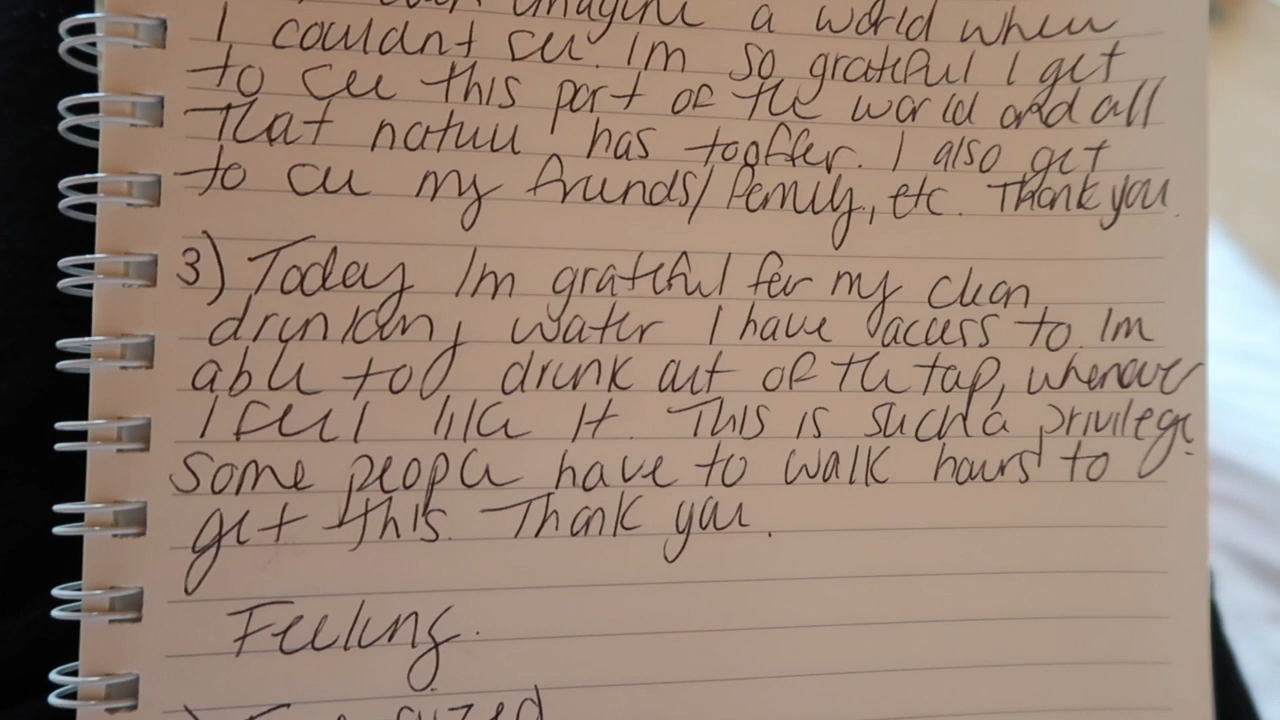 imagine a world when
I couldnt see. Im so grateful I get
to see this part of the world and all
That nature has to offer. I also get
to see my friends/family, etc. Thank you.
3) Today Im grateful for my clean
drinking water I have access to. Im
able to drink out of the tap, whenever
I feel like it. This is such a privilege.
Some people have to walk hours to
get this. Thank you.
Feeling.